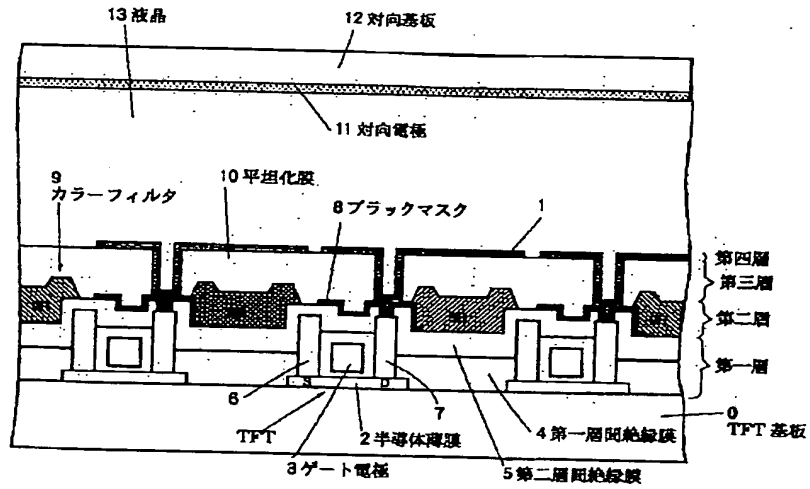 13 液晶
12 対向基板
11 対向電極
9
カラーフィルタ
10 平坦化膜
8 ブラックマスク
1
第四層
第三層
第二層
第一層
6
S
D
7
TFT
2 半導体薄膜
3 ゲート電極
4 第一層間絶縁膜
5 第二層間絶縁膜
0
TFT 基板